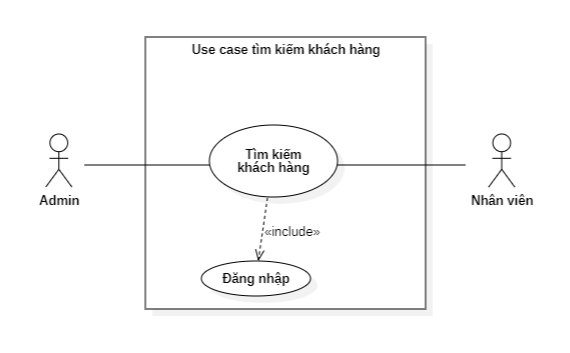 Use case tìm kiếm khách hàng
Tìm kiếm
khách hàng
Admin
Nhân viên
«include»
Đăng nhập